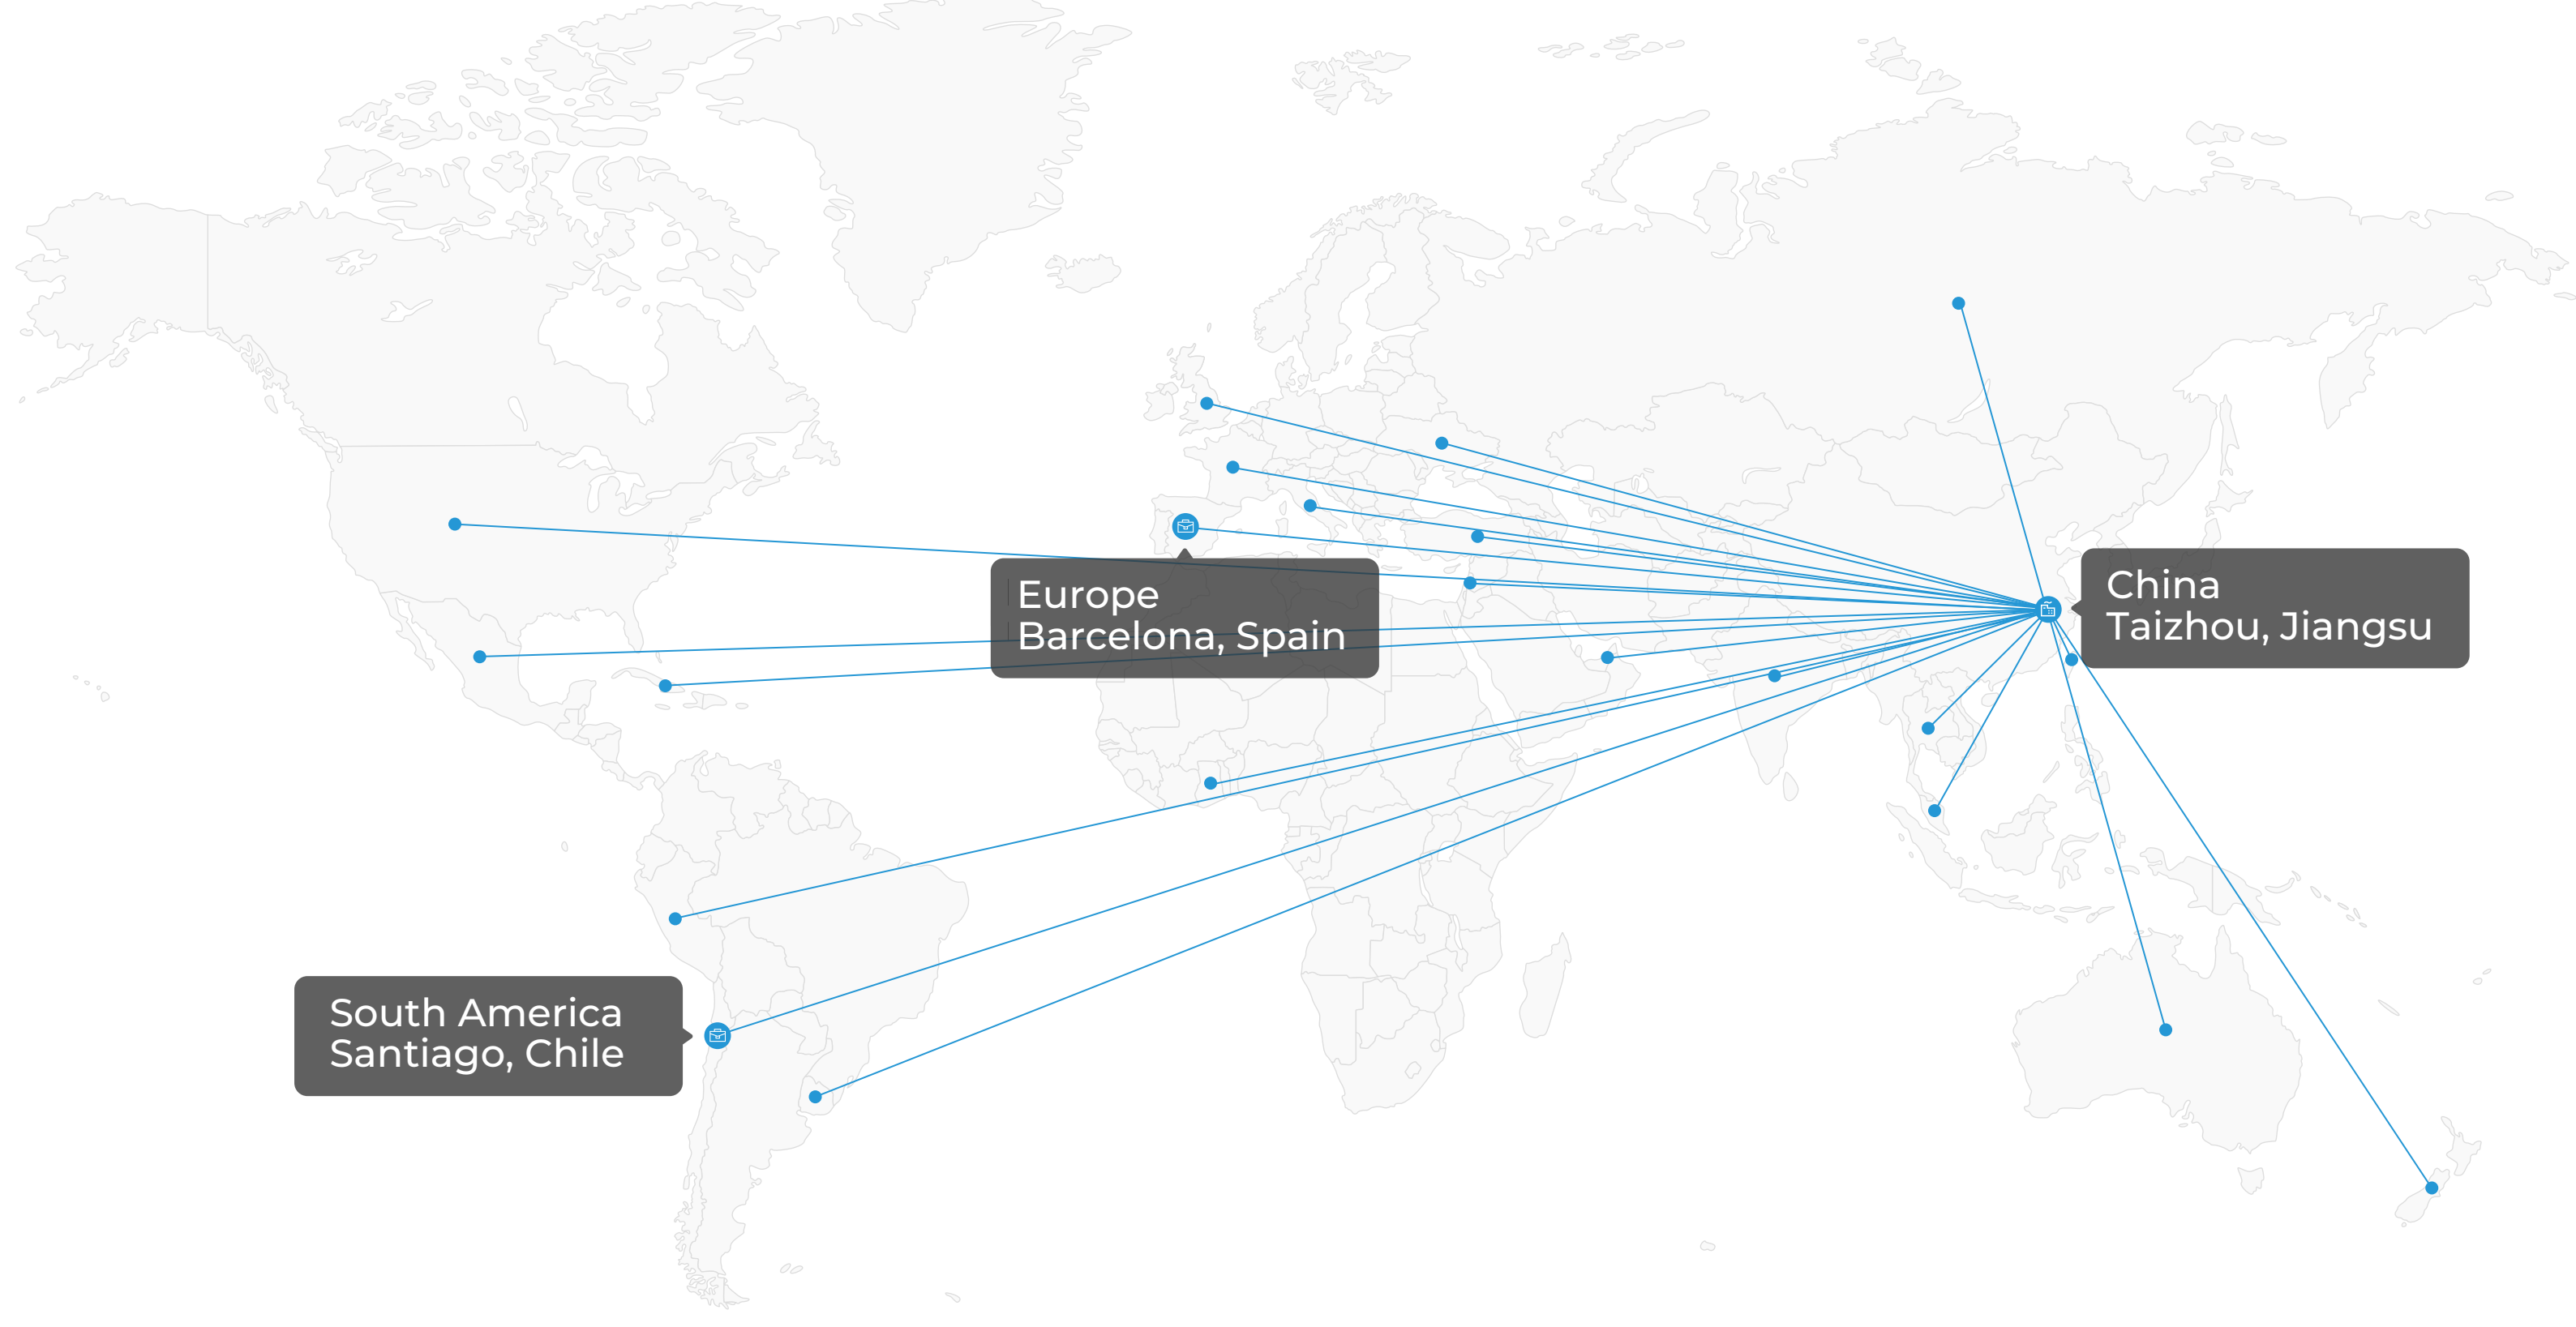 Europe
Barcelona, Spain
China
Taizhou, Jiangsu
South America
Santiago, Chile